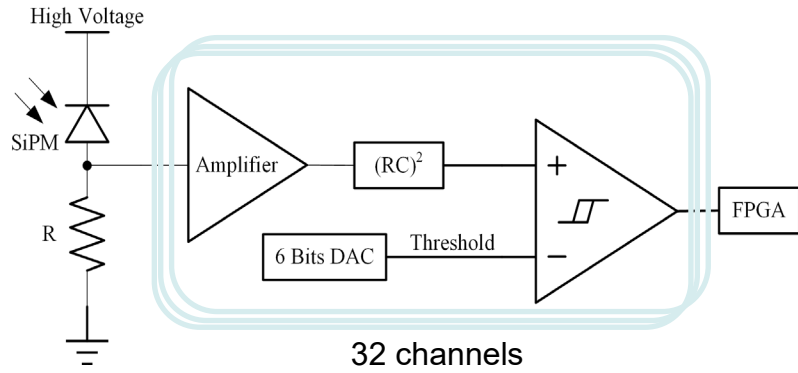 High Voltage
SiPM
Amplifier
(RC)²
+
FPGA
R
6 Bits DAC
Threshold
−
32 channels